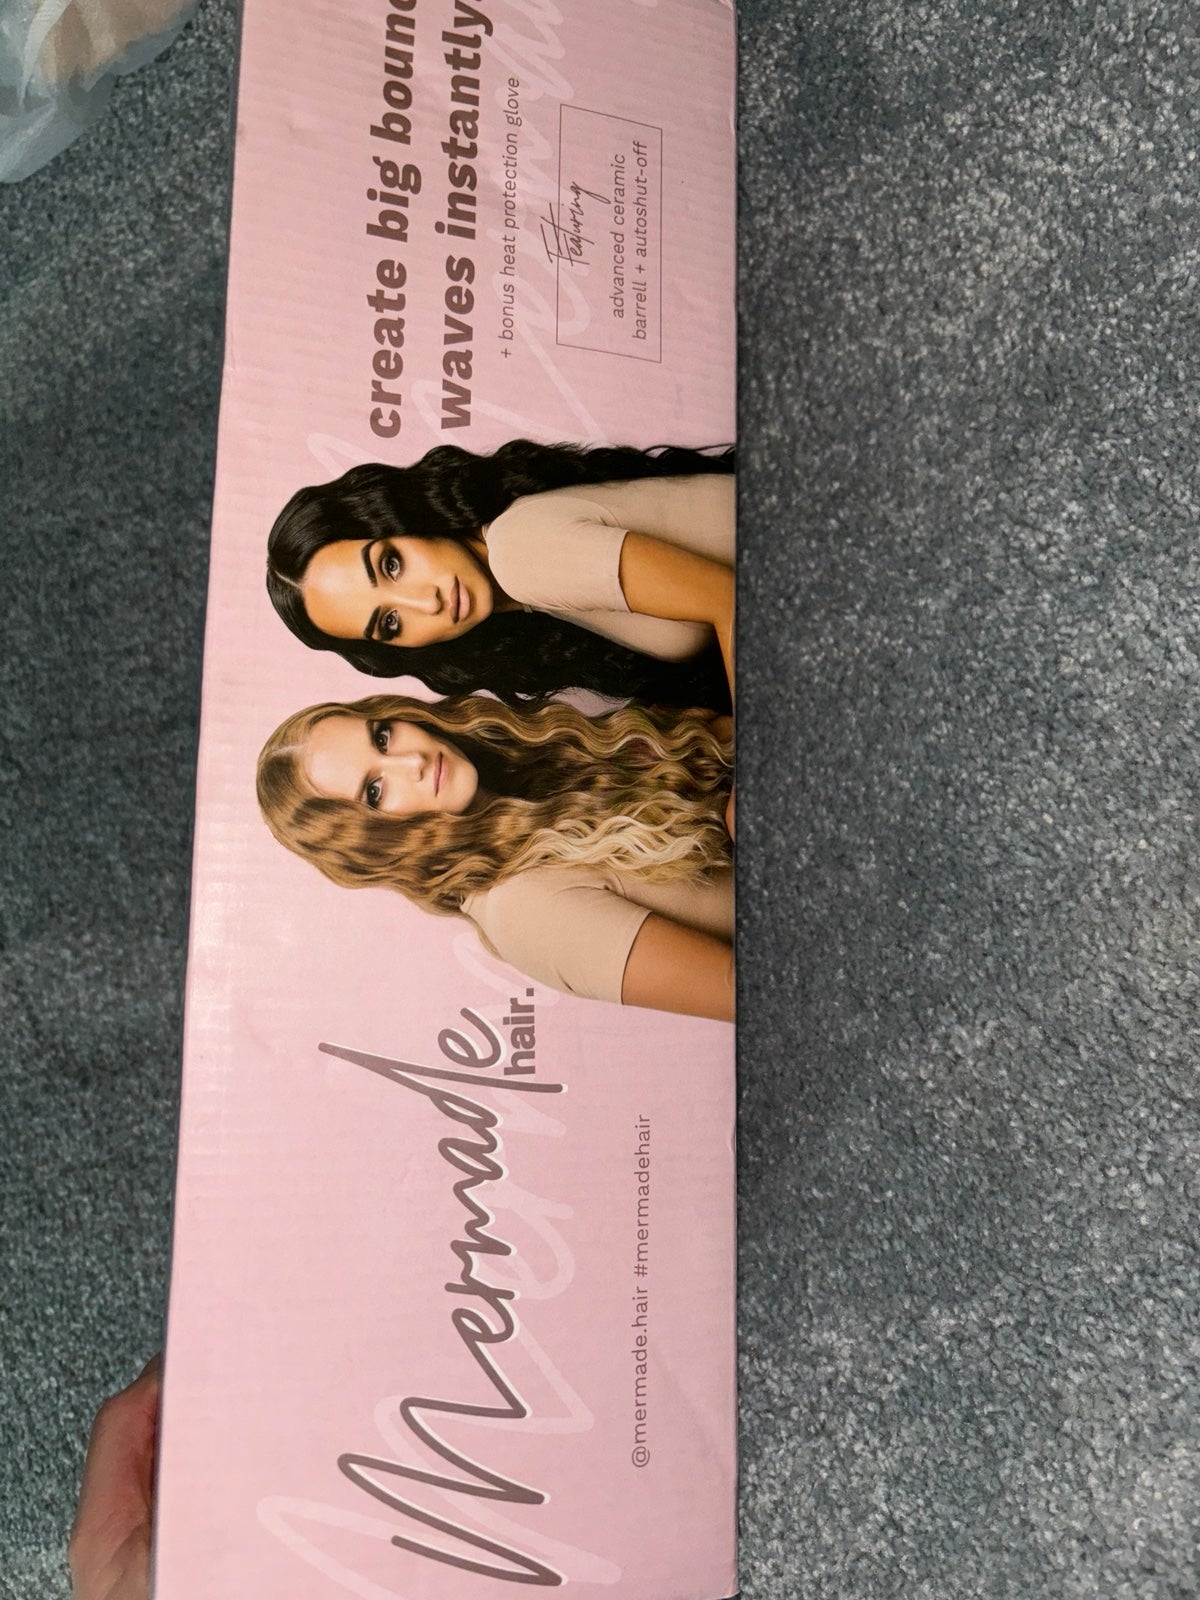 Mermade
hair.
@mermade.hair #mermadehair
create big
waves instantly
+ bonus heat protection glove
Featuring
advanced ceramic
barrell + autoshut-off